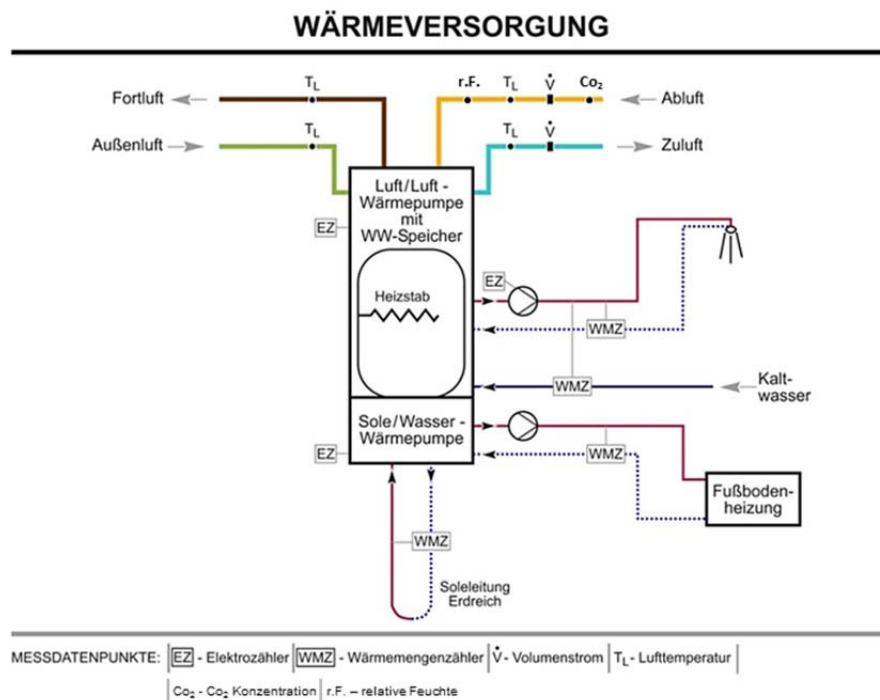 WÄRMEVERSORGUNG
TL r.F. TL V̇ Co₂
Fortluft Abluft
TL TL V̇
Außenluft Zuluft
Luft/Luft -
Wärmepumpe
mit
WW-Speicher
EZ
EZ
Heizstab
WMZ
WMZ
Kalt-
wasser
Sole/Wasser -
Wärmepumpe
EZ
WMZ
Fußboden-
heizung
WMZ
Soleleitung
Erdreich
MESSDATENPUNKTE: EZ - Elektrozähler WMZ - Wärmemengenzähler V̇ - Volumenstrom TL - Lufttemperatur
Co₂ - Co₂ Konzentration r.F. – relative Feuchte